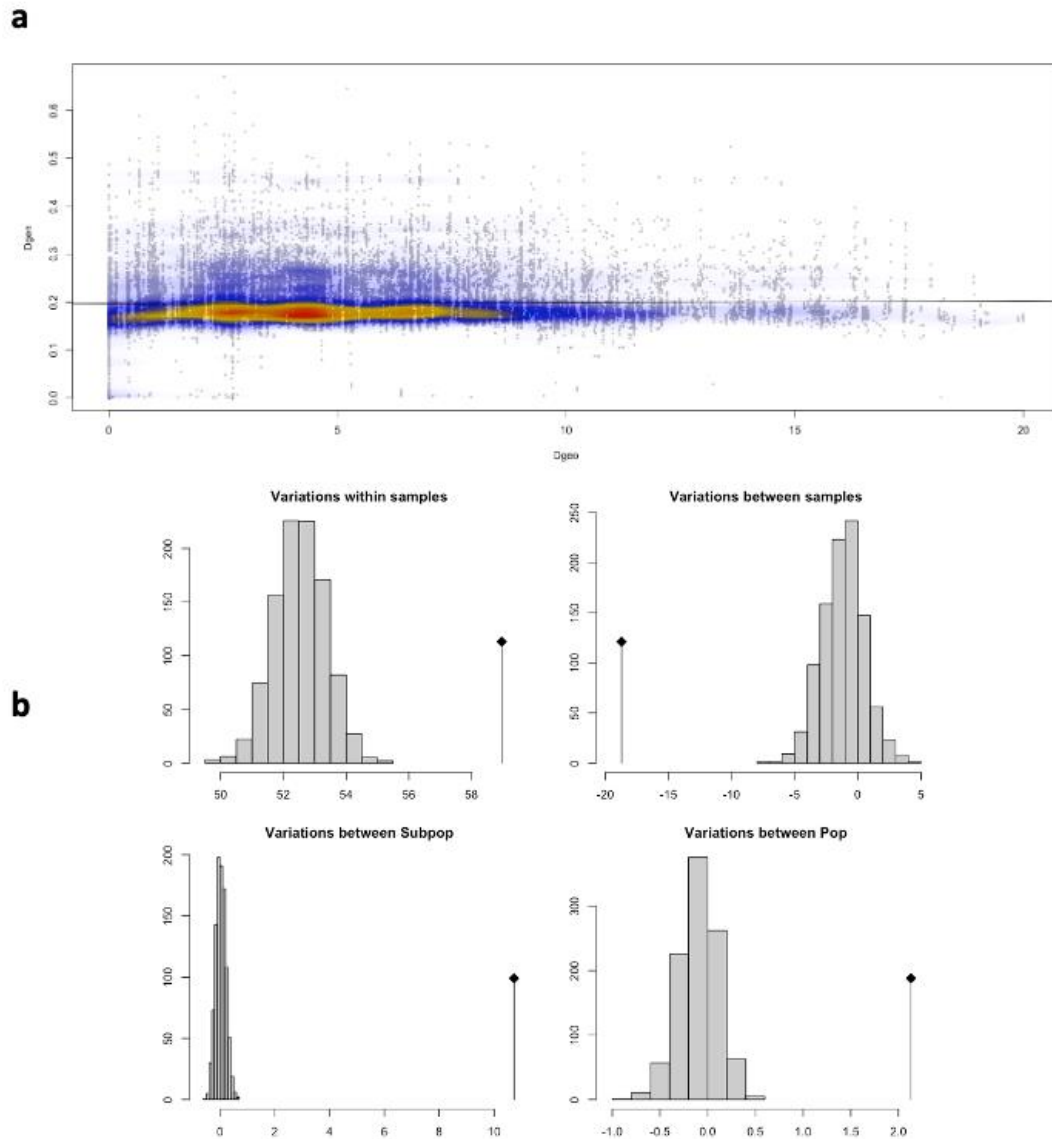 a
0.0 0.1 0.2 0.3 0.4 0.5 0.6
Dgen
0 5 10 15 20
Dgeo
b
Variations within samples
0 50 100 150 200
50 52 54 56 58
Variations between samples
0 50 100 150 200 250
-20 -15 -10 -5 0 5
Variations between Subpop
0 50 100 150 200
0 2 4 6 8 10
Variations between Pop
0 100 200 300
-1.0 -0.5 0.0 0.5 1.0 1.5 2.0